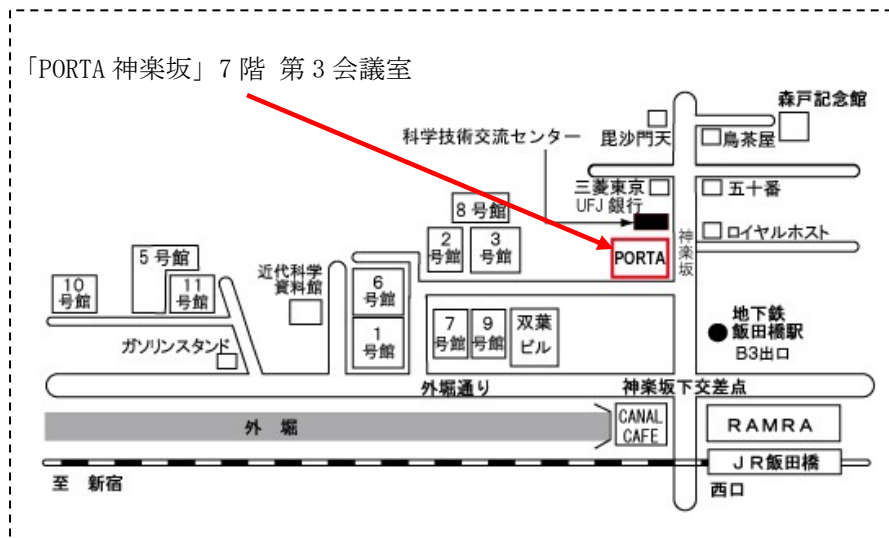 「PORTA 神楽坂」7 階 第 3 会議室
森戸記念館
科学技術交流センター
毘沙門天
鳥茶屋
三菱東京
UFJ 銀行
五十番
8 号館
ロイヤルホスト
神楽坂
2
号館
3
号館
PORTA
5 号館
近代科学
資料館
10
号館
11
号館
6
号館
1
号館
7
号館
9
号館
双葉
ビル
地下鉄
飯田橋駅
B3出口
ガソリンスタンド
外堀通り
神楽坂下交差点
外 堀
CANAL
CAFE
RAMRA
JR飯田橋
至 新宿
西口